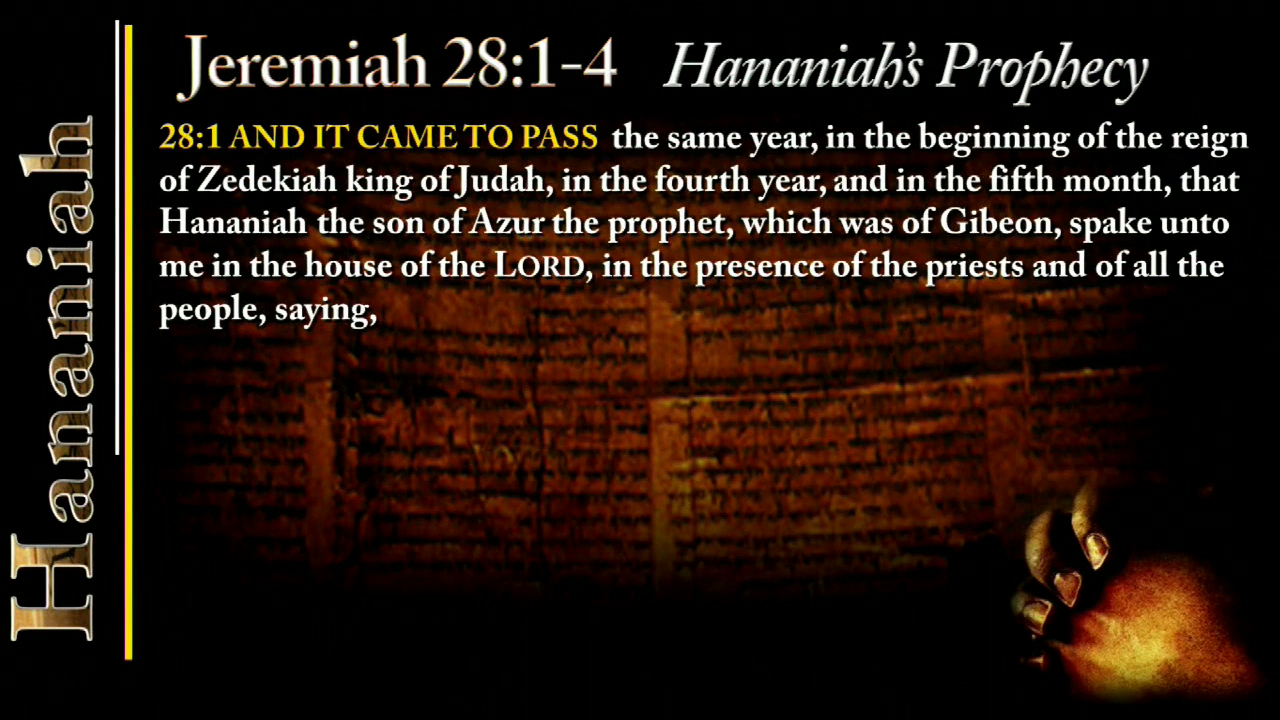 Hananiah
Jeremiah 28:1-4 Hananiah's Prophecy
28:1 AND IT CAME TO PASS the same year, in the beginning of the reign
of Zedekiah king of Judah, in the fourth year, and in the fifth month, that
Hananiah the son of Azur the prophet, which was of Gibeon, spake unto
me in the house of the LORD, in the presence of the priests and of all the
people, saying,